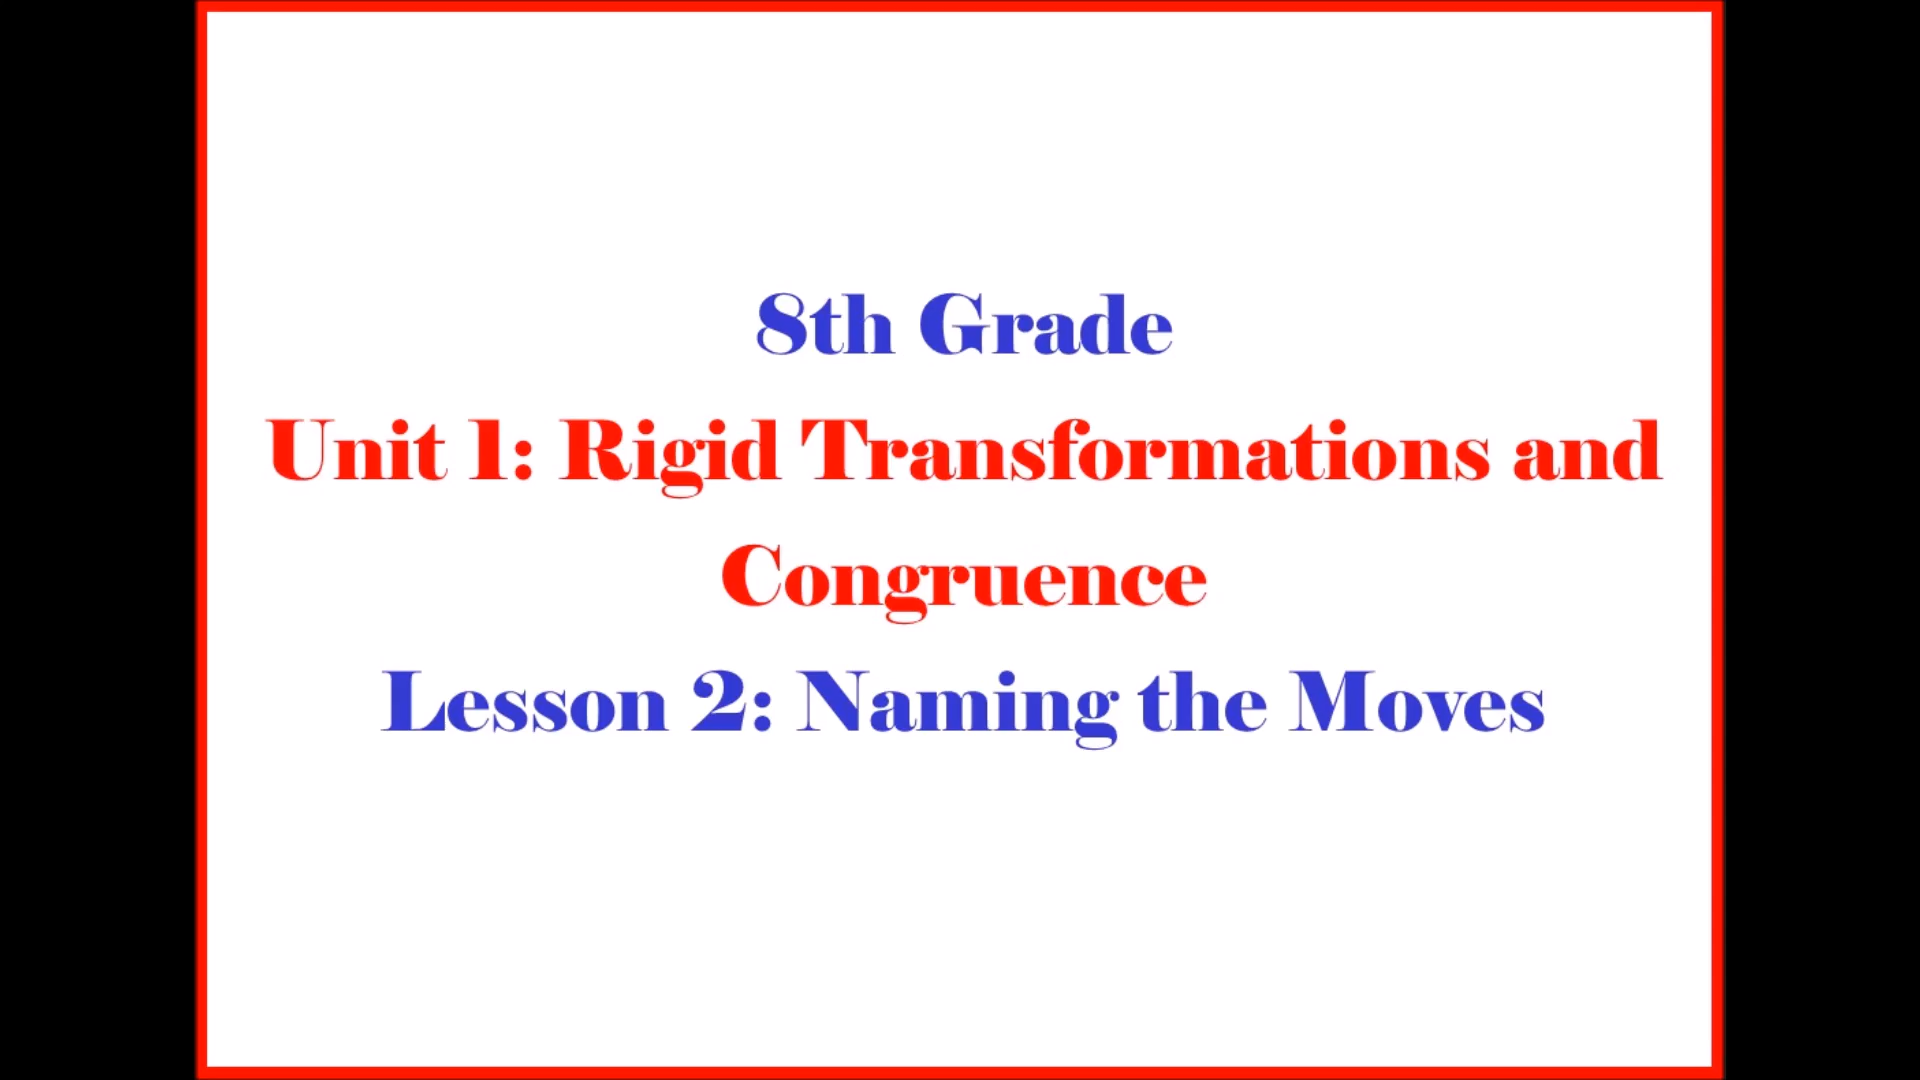 8th Grade
Unit 1: Rigid Transformations and
Congruence
Lesson 2: Naming the Moves